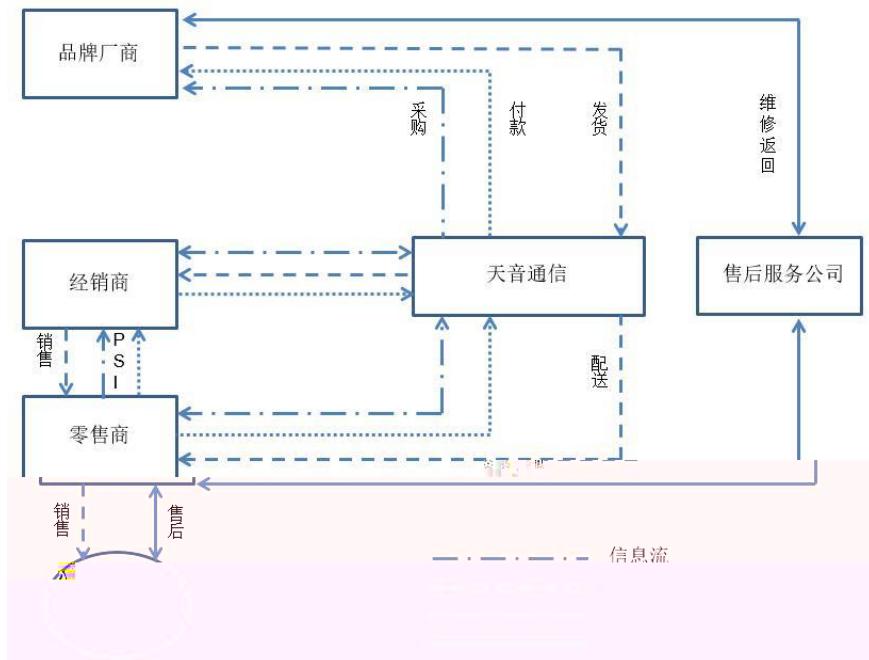 品牌厂商
采购
付款
发货
维修返回
经销商
天音通信
售后服务公司
销售
PSI
配送
零售商
销售
售后
信息流